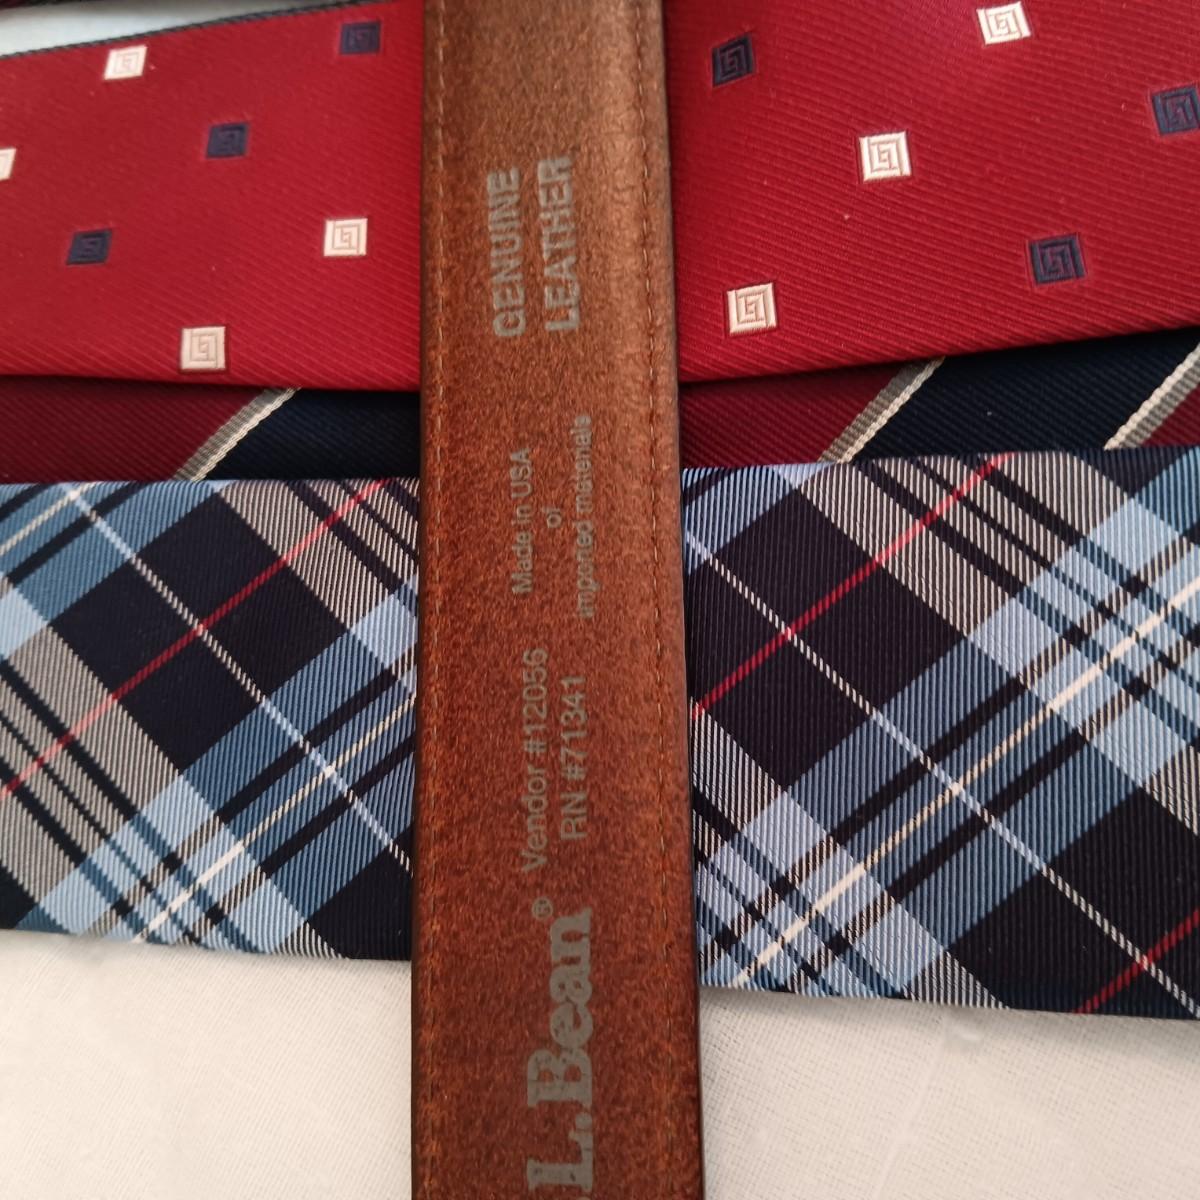 L.Bean®
Vendor #12056
RN #71341
Made in USA
of
imported materials
GENUINE
LEATHER